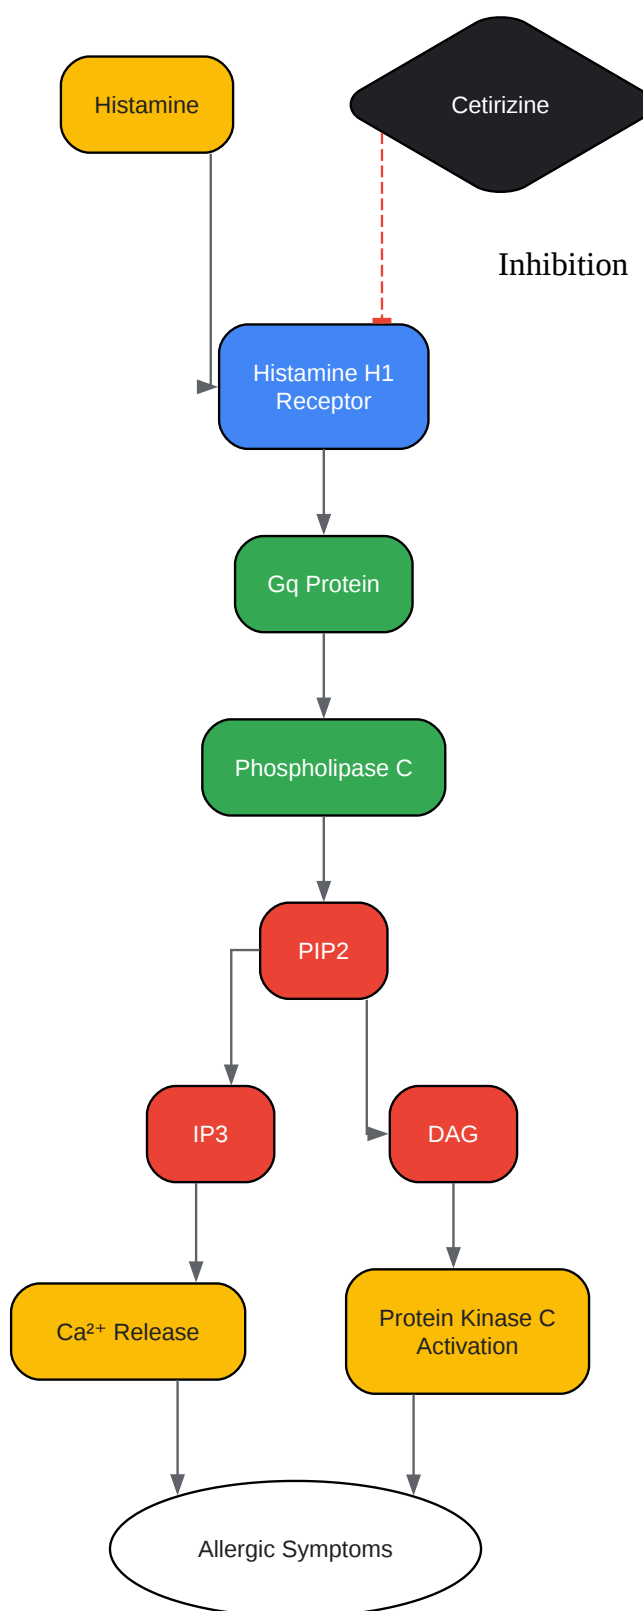 Histamine
Cetirizine
Inhibition
Histamine H1
Receptor
Gq Protein
Phospholipase C
PIP2
IP3
DAG
Ca²⁺ Release
Protein Kinase C
Activation
Allergic Symptoms